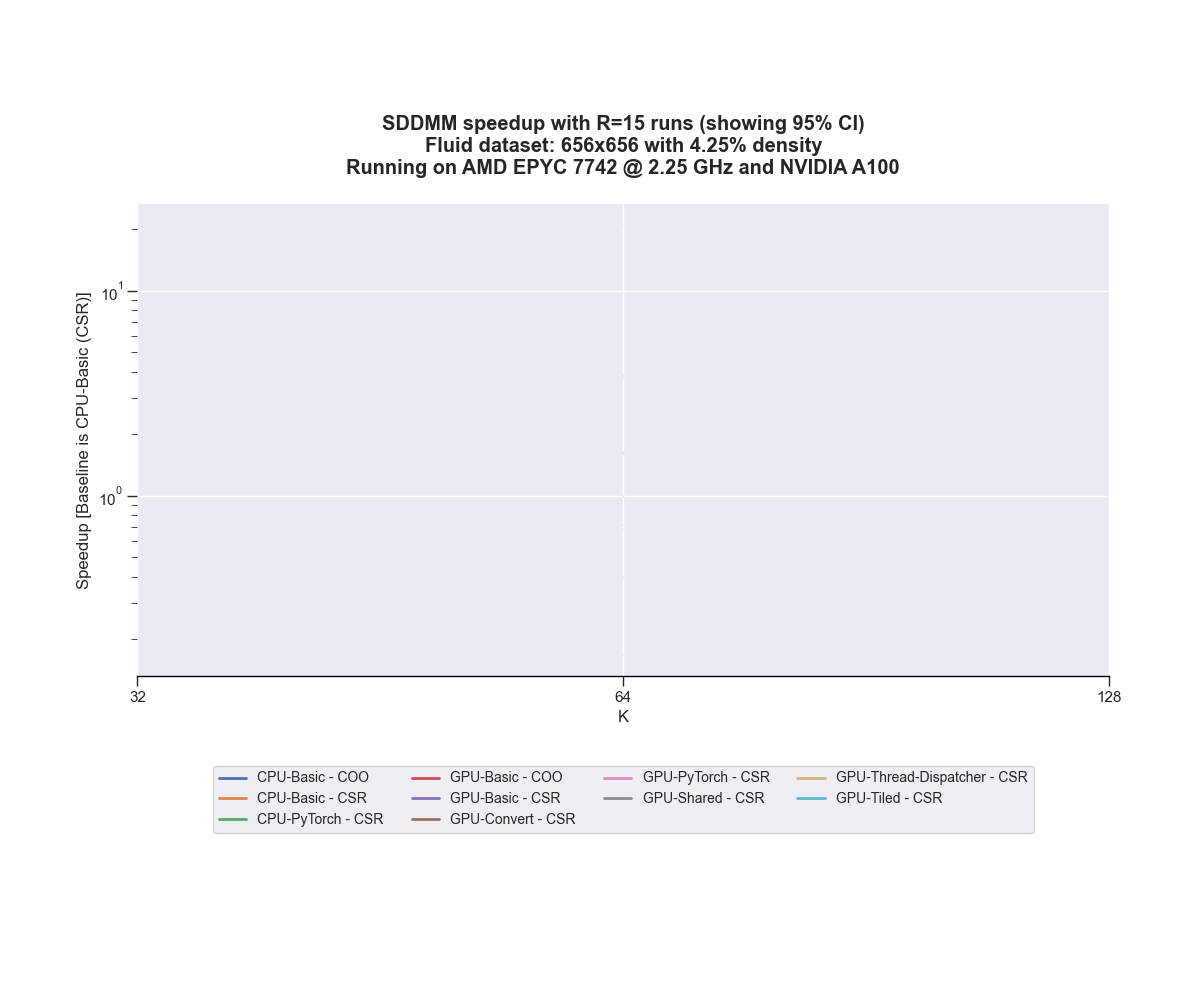 SDDMM speedup with R=15 runs (showing 95% CI)
Fluid dataset: 656x656 with 4.25% density
Running on AMD EPYC 7742 @ 2.25 GHz and NVIDIA A100
Speedup [Baseline is CPU-Basic (CSR)]
10^1
10^0
32 64 128
K
CPU-Basic - COO
CPU-Basic - CSR
CPU-PyTorch - CSR
GPU-Basic - COO
GPU-Basic - CSR
GPU-Convert - CSR
GPU-PyTorch - CSR
GPU-Shared - CSR
GPU-Thread-Dispatcher - CSR
GPU-Tiled - CSR